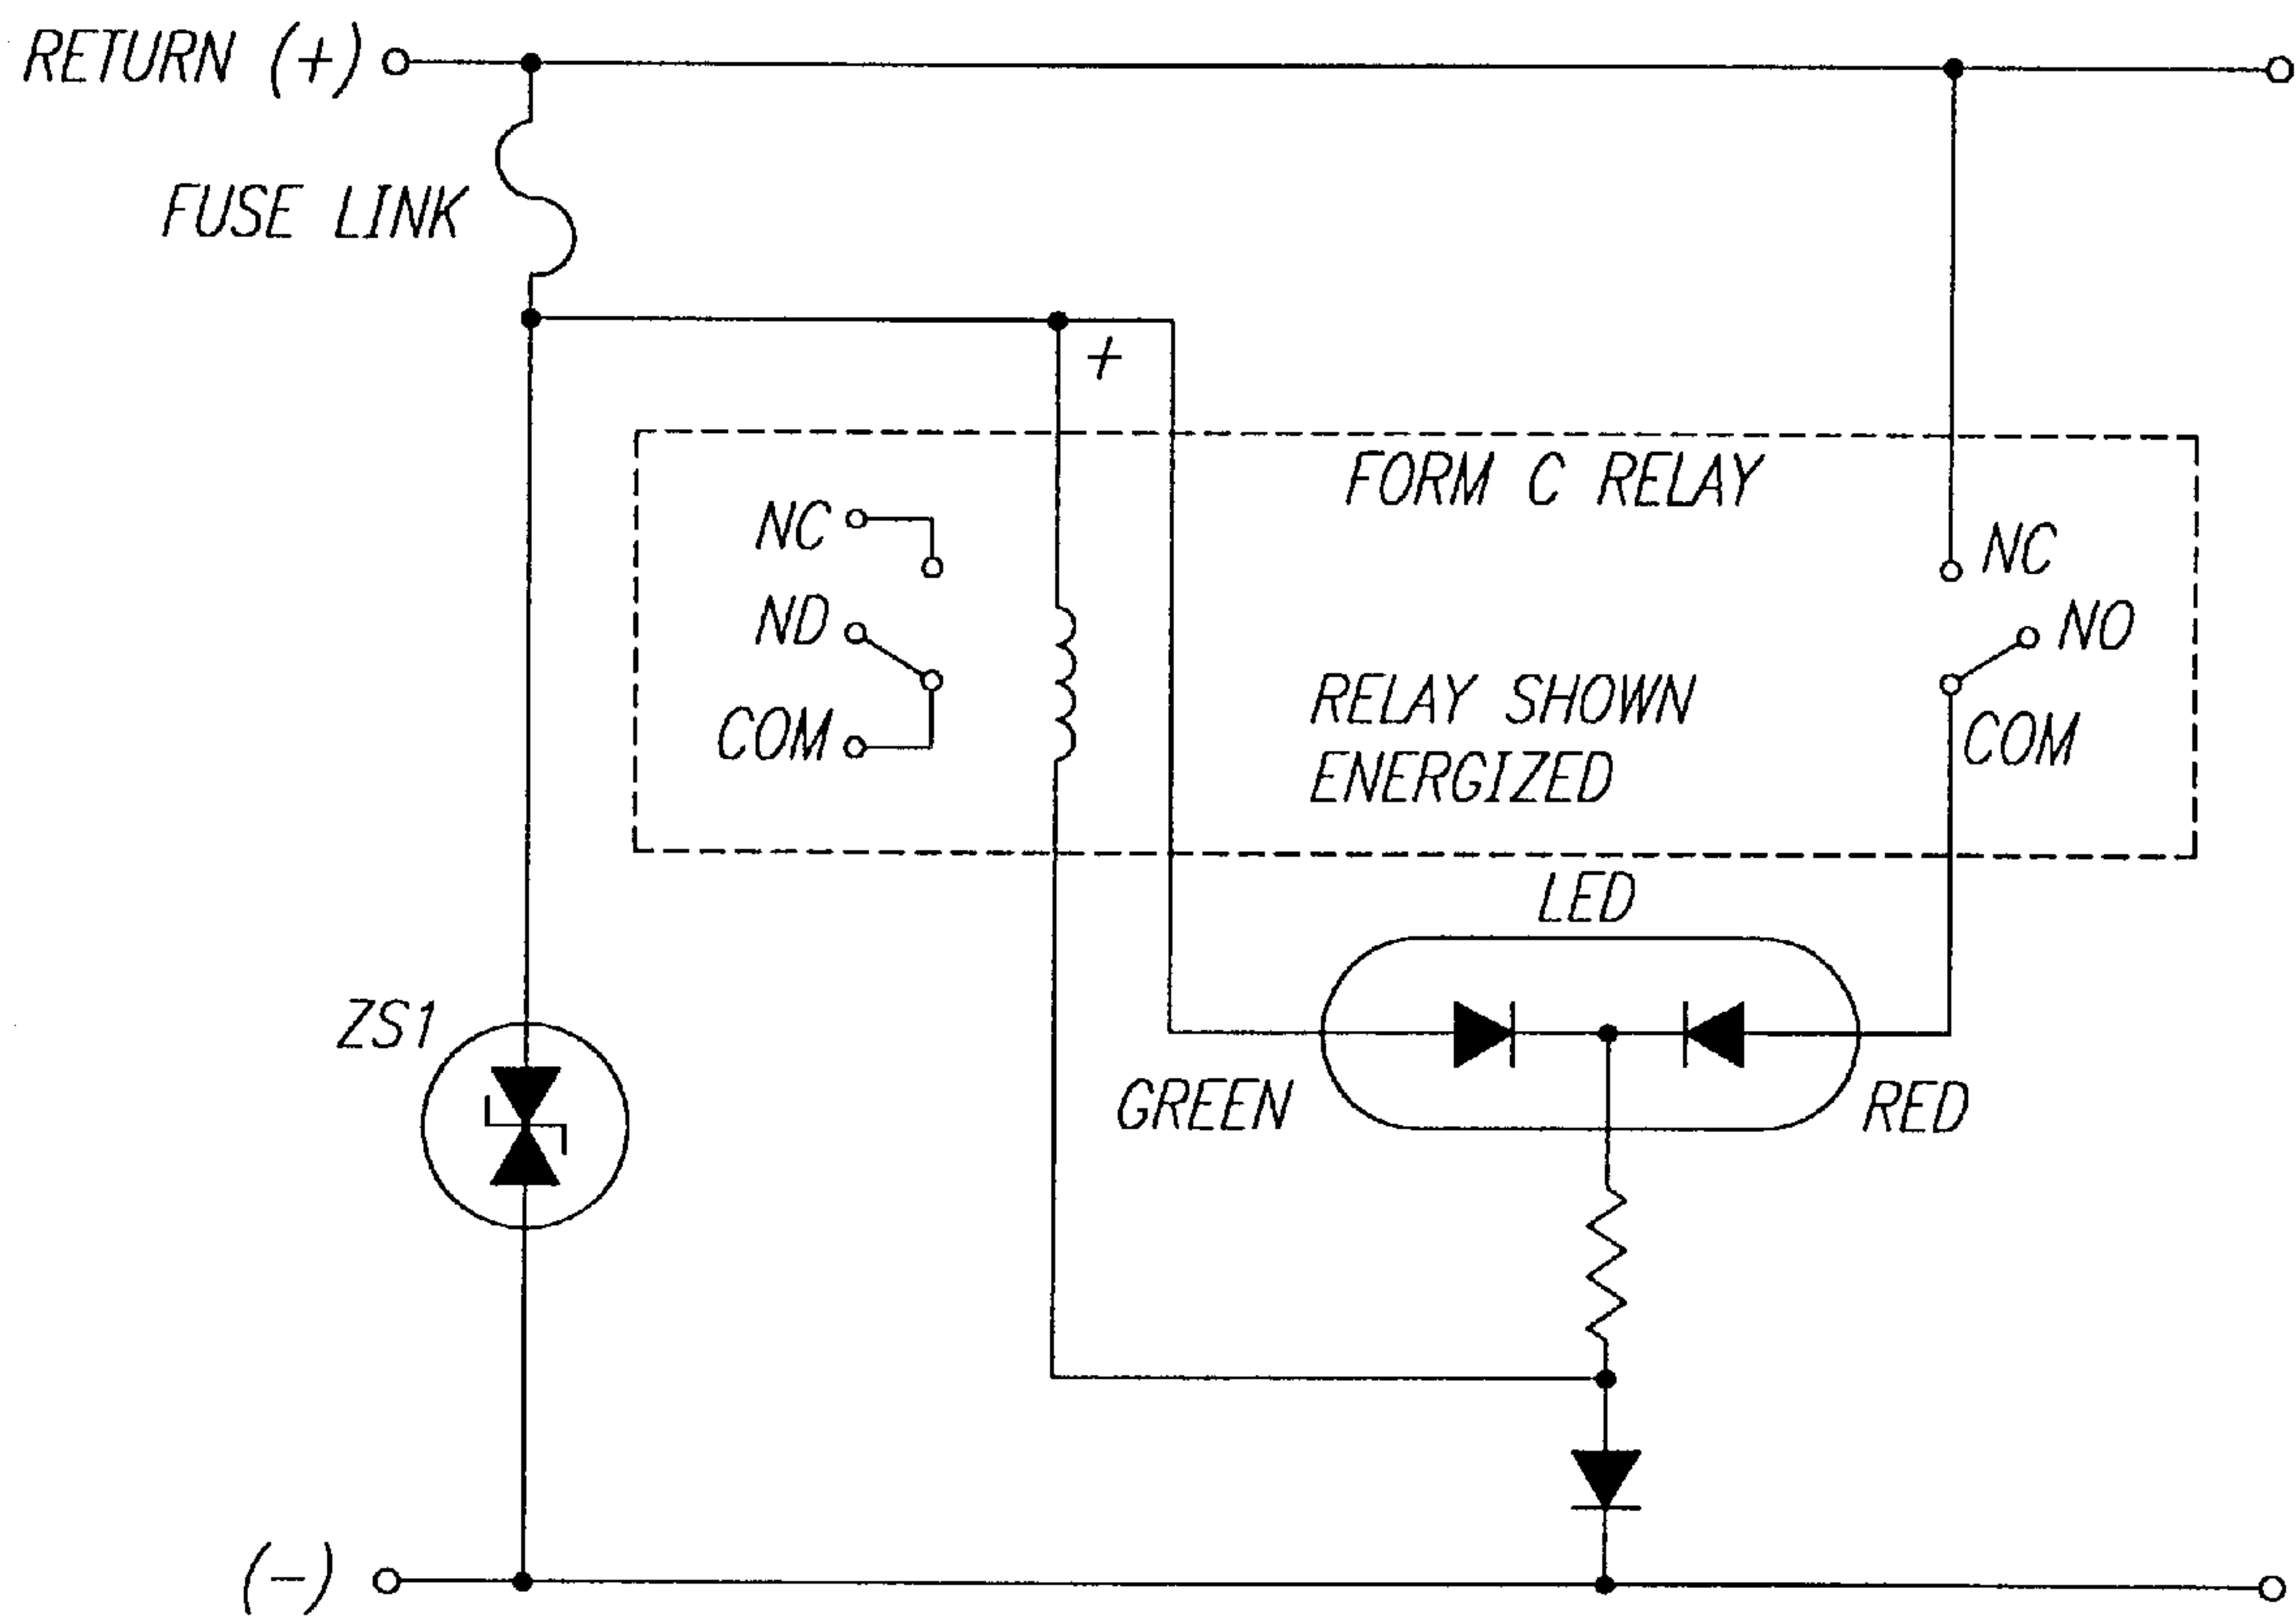 RETURN (+)
FUSE LINK
+
FORM C RELAY
NC
ND
COM
NC
NO
COM
RELAY SHOWN
ENERGIZED
LED
ZS1
GREEN
RED
(-)